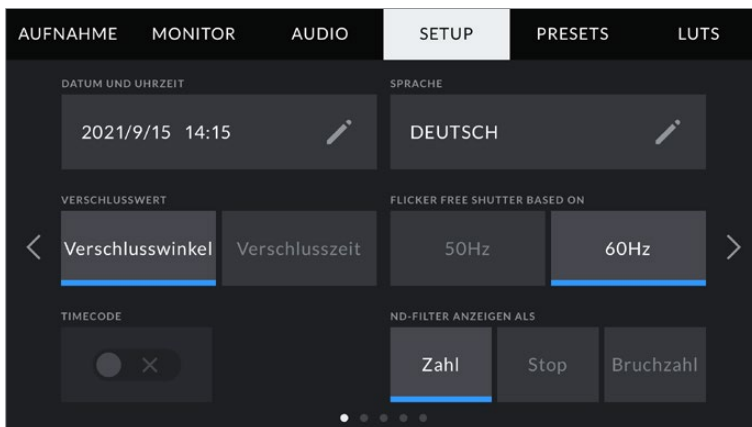 AUFNAHME MONITOR AUDIO SETUP PRESETS LUTS
DATUM UND UHRZEIT
2021/9/15 14:15
SPRACHE
DEUTSCH
VERSCHLUSSWERT
Verschlusswinkel Verschlusszeit
FLICKER FREE SHUTTER BASED ON
50Hz 60Hz
TIMECODE
ND-FILTER ANZEIGEN ALS
Zahl Stop Bruchzahl